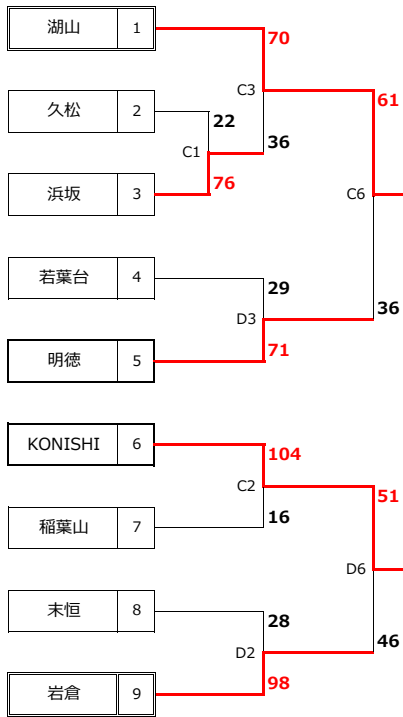 湖山 1
70
C3
61
久松 2
22
C1
36
76
浜坂 3
C6
若葉台 4
29
D3
36
71
明徳 5
KONISHI 6
104
C2
51
16
稲葉山 7
D6
末恒 8
28
D2
46
98
岩倉 9